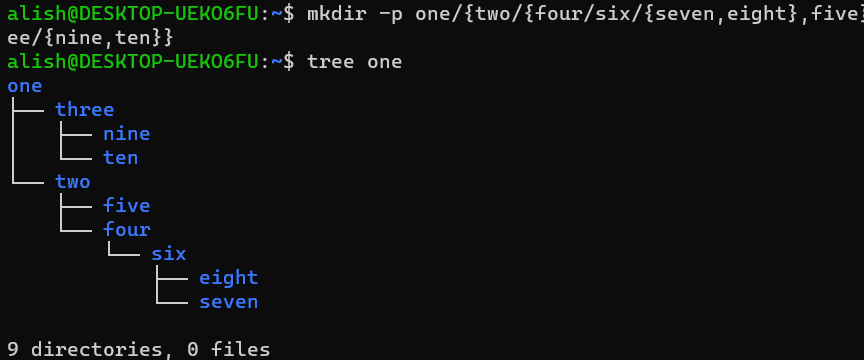 alish@DESKTOP-UEKO6FU:~$ mkdir -p one/{two/{four/six/{seven,eight},five}
ee/{nine,ten}}
alish@DESKTOP-UEKO6FU:~$ tree one
one
├── three
│   ├── nine
│   └── ten
└── two
    ├── five
    └── four
        └── six
            ├── eight
            └── seven
9 directories, 0 files